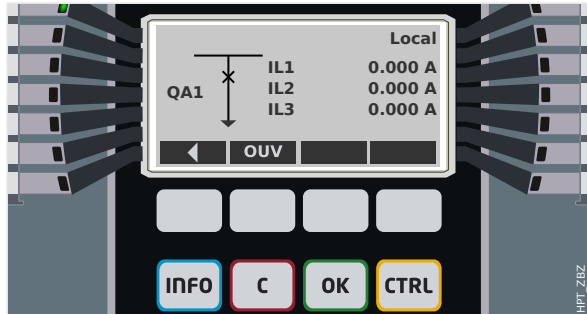 Local
IL1 0.000 A
QA1 IL2 0.000 A
IL3 0.000 A
OUV
INFO C OK CTRL
HPT_ZBZ